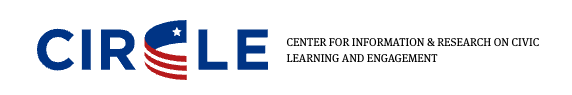 CIRCLE
CENTER FOR INFORMATION & RESEARCH ON CIVIC
LEARNING AND ENGAGEMENT